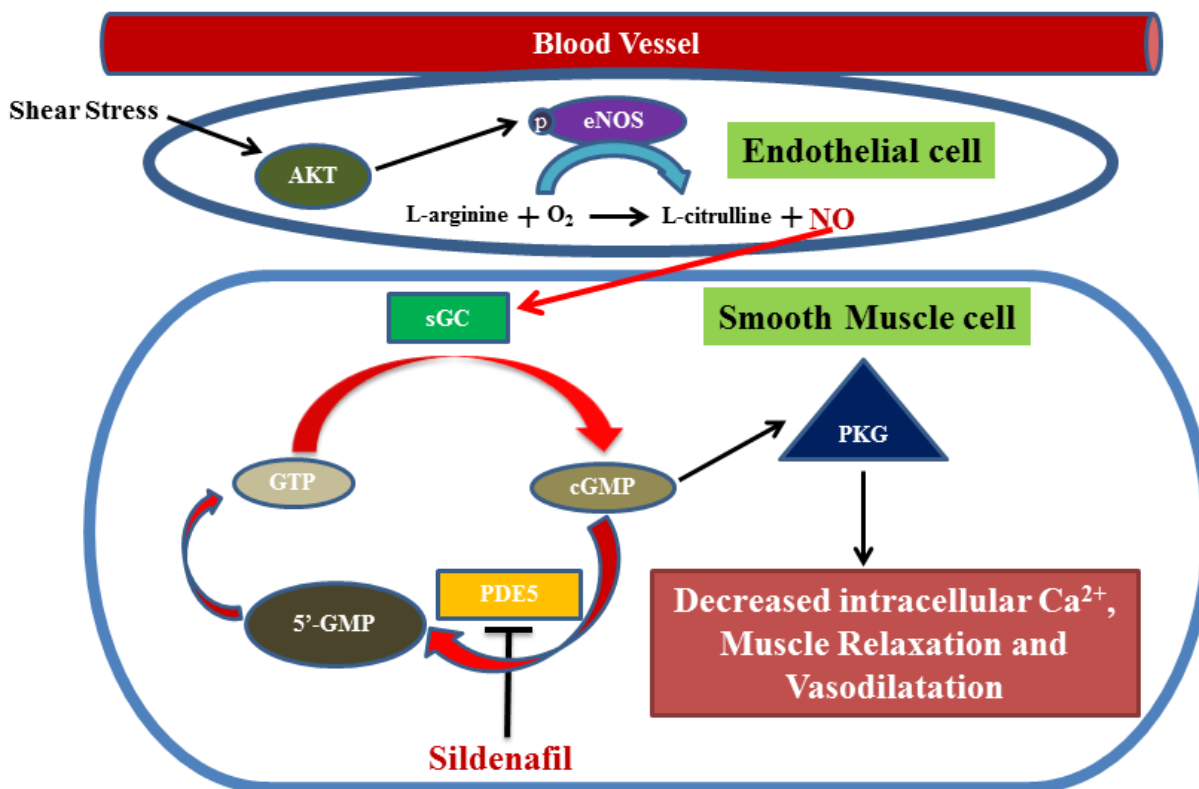 Blood Vessel
Shear Stress
p
eNOS
Endothelial cell
AKT
L-arginine + O₂ → L-citrulline + NO
sGC
Smooth Muscle cell
PKG
GTP
cGMP
PDE5
5’-GMP
Decreased intracellular Ca²⁺,
Muscle Relaxation and
Vasodilatation
Sildenafil